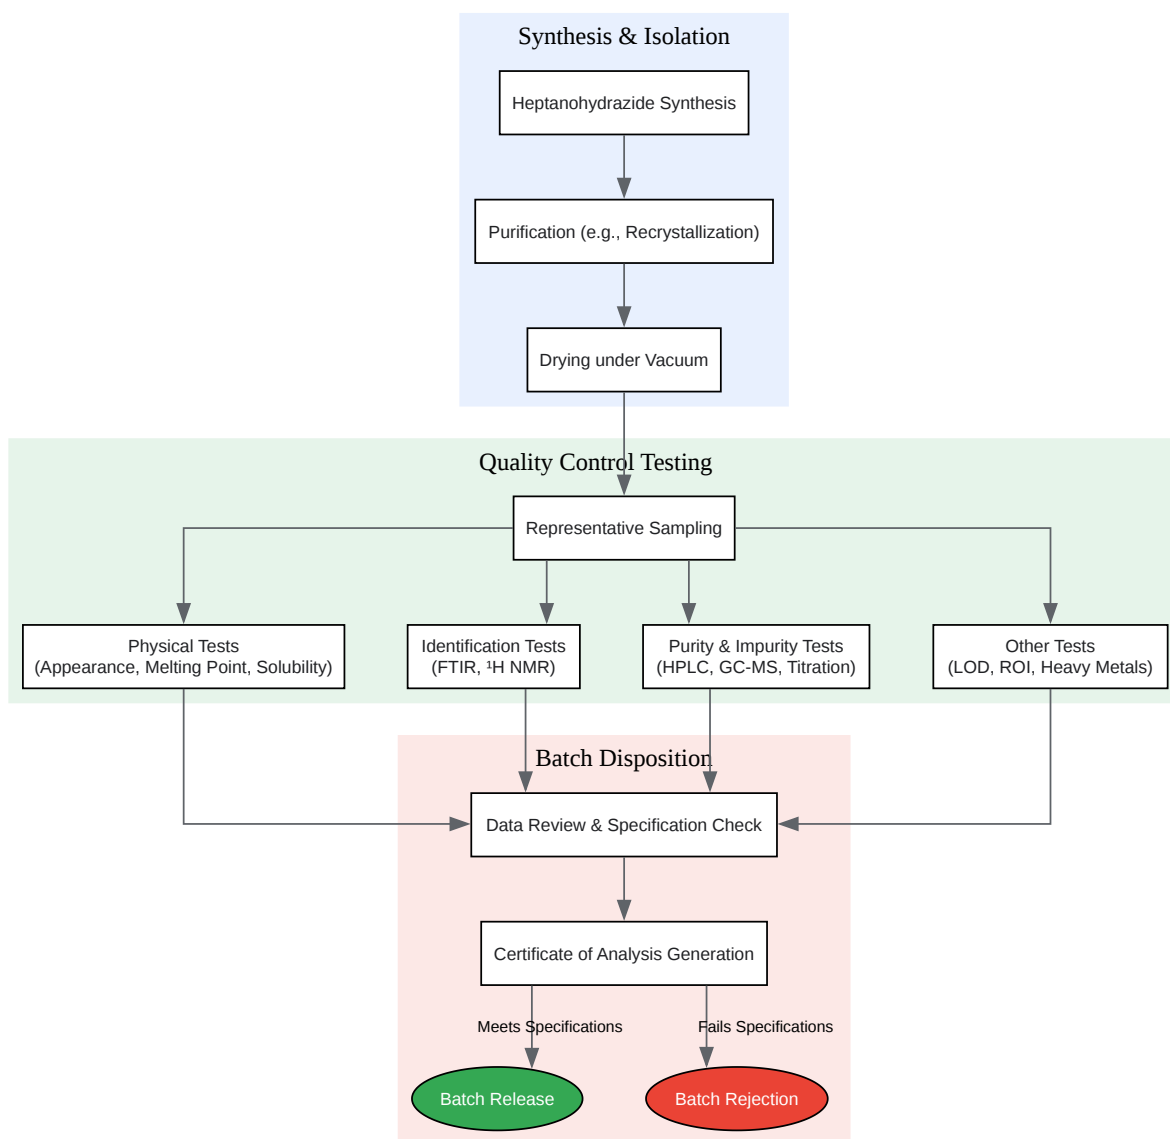 Synthesis & Isolation
Heptanohydrazide Synthesis
Purification (e.g., Recrystallization)
Drying under Vacuum
Quality Control Testing
Representative Sampling
Physical Tests
(Appearance, Melting Point, Solubility)
Identification Tests
(FTIR, ¹H NMR)
Purity & Impurity Tests
(HPLC, GC-MS, Titration)
Other Tests
(LOD, ROI, Heavy Metals)
Batch Disposition
Data Review & Specification Check
Certificate of Analysis Generation
Meets Specifications
Fails Specifications
Batch Release
Batch Rejection